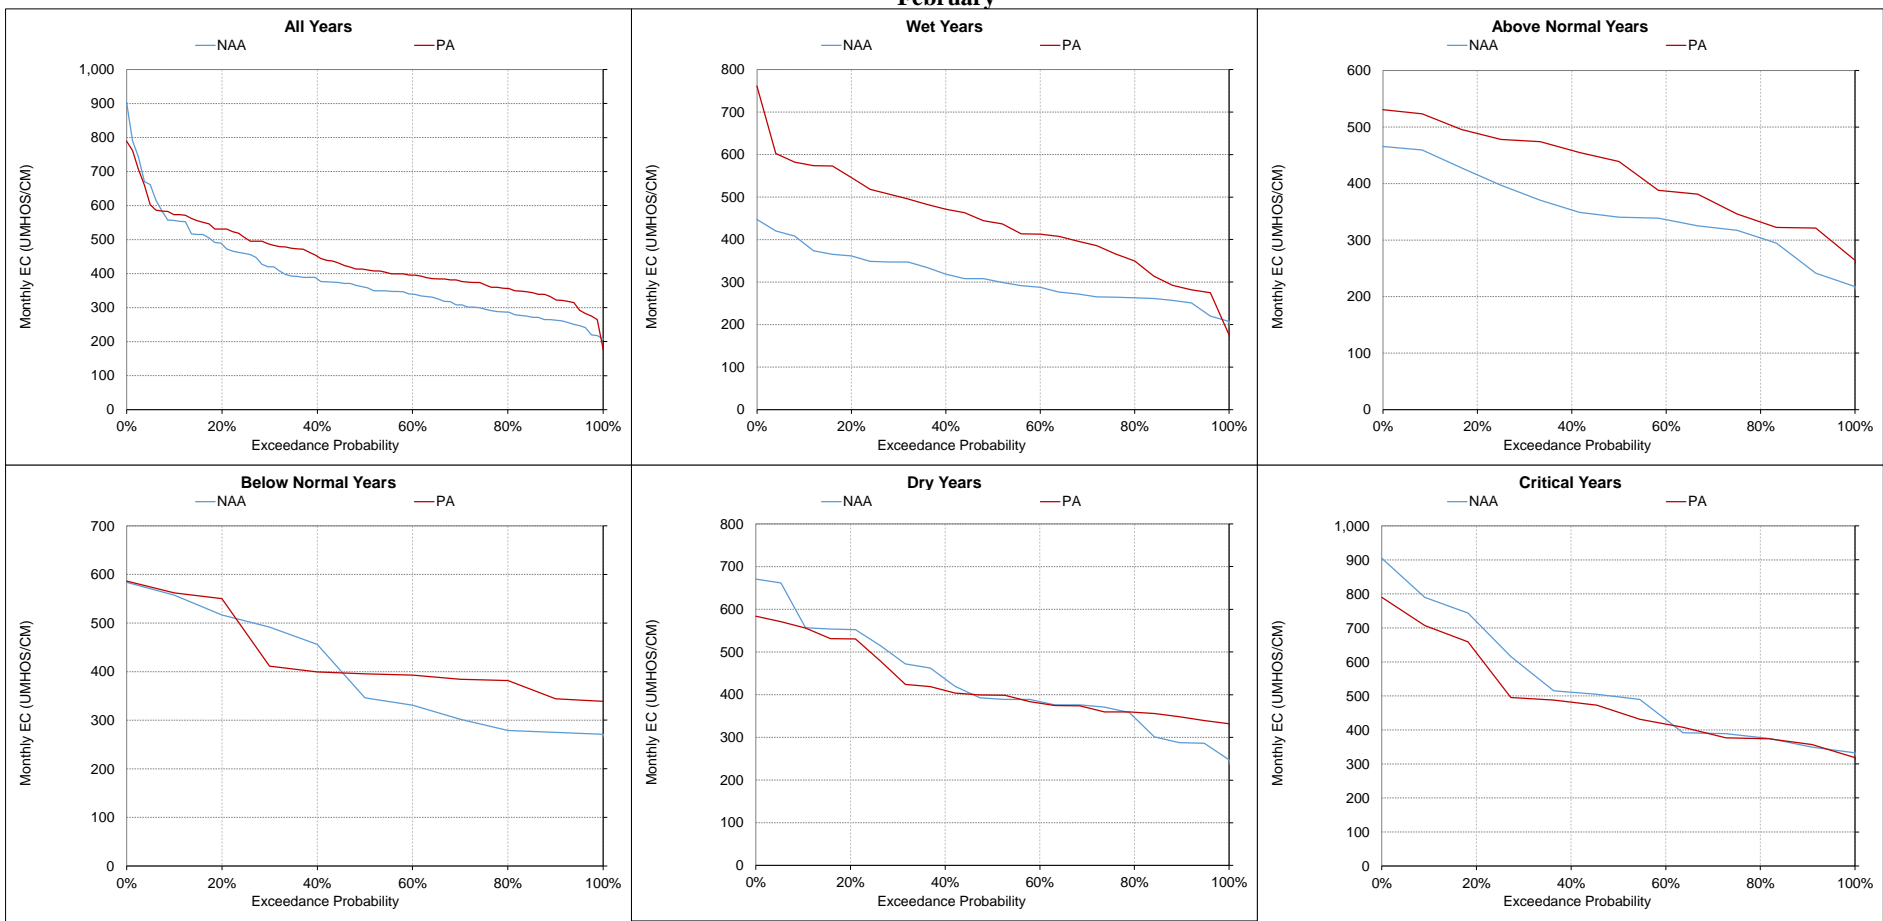 February
All Years
NAA PA
1,000
900
800
700
600
500
400
300
200
100
0
0% 20% 40% 60% 80% 100%
Monthly EC (UMHOS/CM)
Exceedance Probability
Wet Years
NAA PA
800
700
600
500
400
300
200
100
0
0% 20% 40% 60% 80% 100%
Monthly EC (UMHOS/CM)
Exceedance Probability
Above Normal Years
NAA PA
600
500
400
300
200
100
0
0% 20% 40% 60% 80% 100%
Monthly EC (UMHOS/CM)
Exceedance Probability
Below Normal Years
NAA PA
700
600
500
400
300
200
100
0
0% 20% 40% 60% 80% 100%
Monthly EC (UMHOS/CM)
Exceedance Probability
Dry Years
NAA PA
800
700
600
500
400
300
200
100
0
0% 20% 40% 60% 80% 100%
Monthly EC (UMHOS/CM)
Exceedance Probability
Critical Years
NAA PA
1,000
900
800
700
600
500
400
300
200
100
0
0% 20% 40% 60% 80% 100%
Monthly EC (UMHOS/CM)
Exceedance Probability